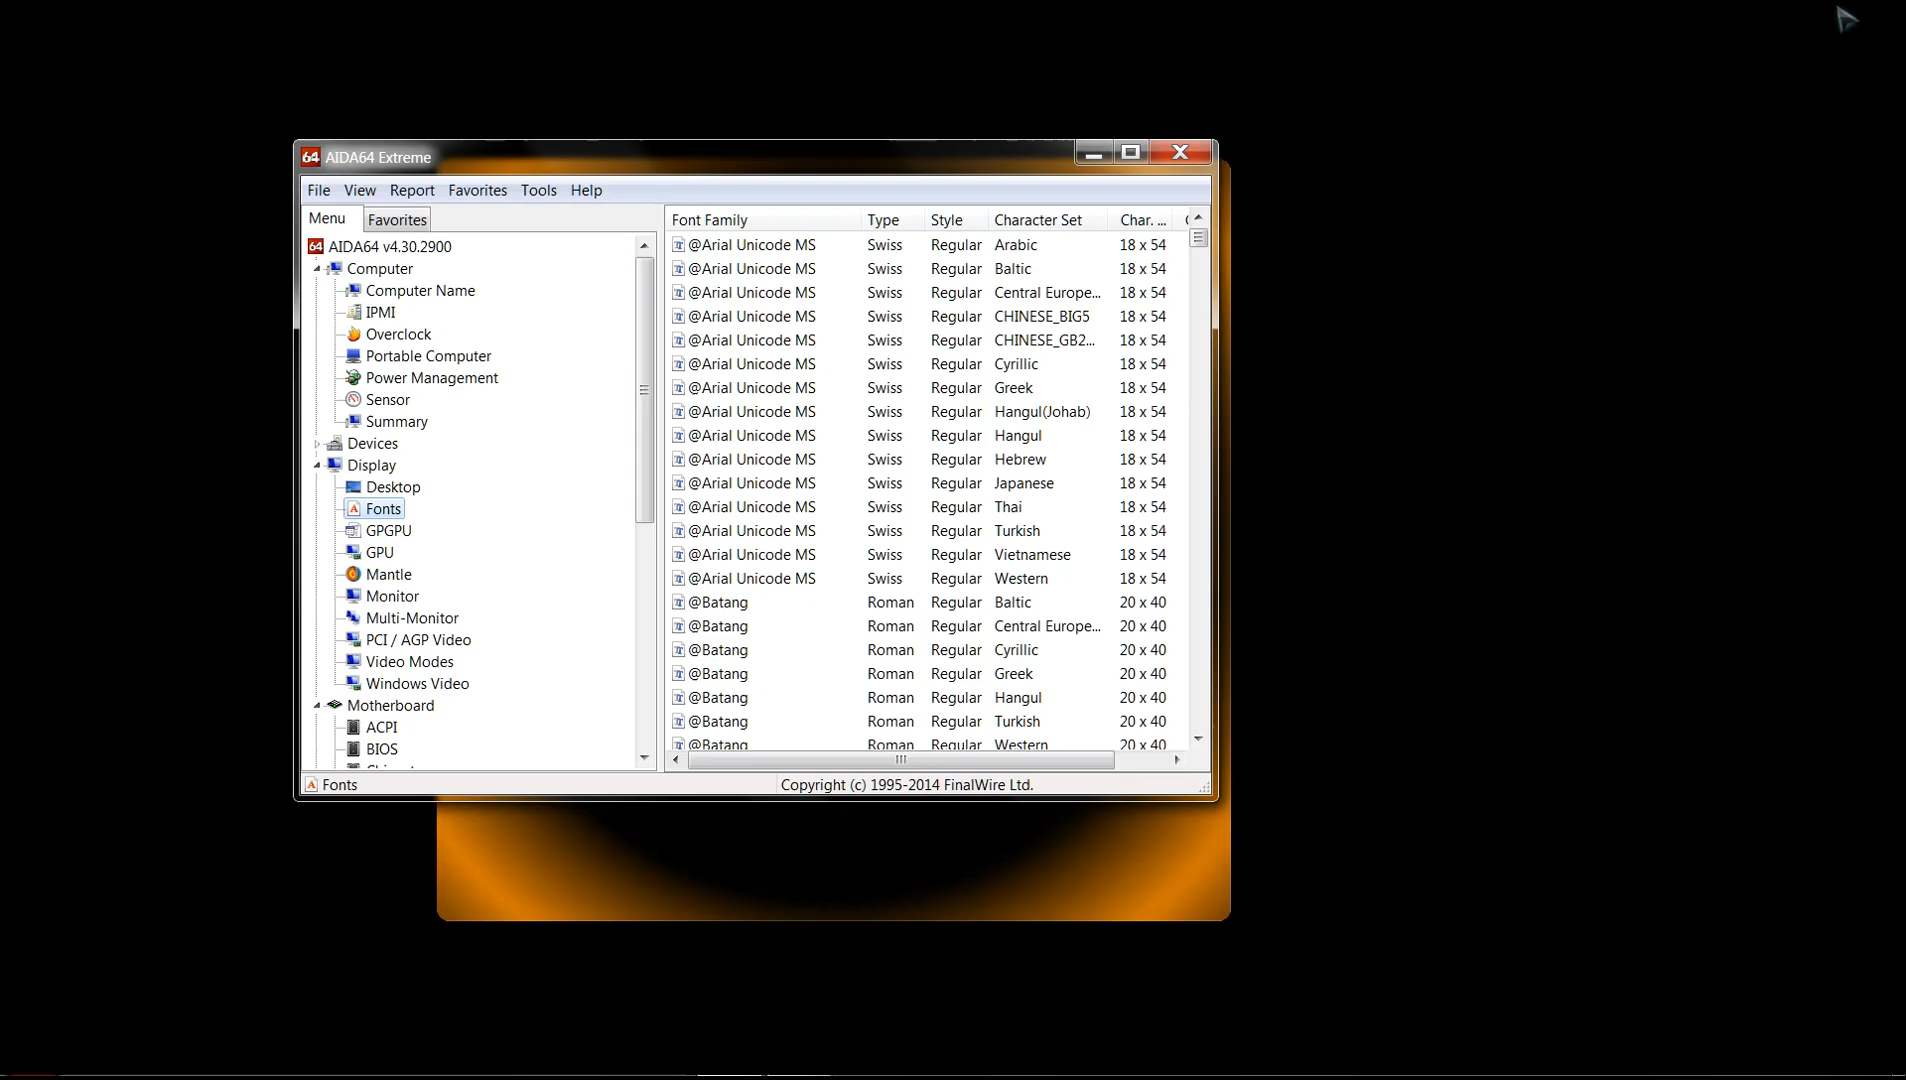 64 AIDA64 Extreme
File View Report Favorites Tools Help
Menu Favorites
64 AIDA64 v4.30.2900
Computer
Computer Name
IPMI
Overclock
Portable Computer
Power Management
Sensor
Summary
Devices
Display
Desktop
Fonts
GPGPU
GPU
Mantle
Monitor
Multi-Monitor
PCI / AGP Video
Video Modes
Windows Video
Motherboard
ACPI
BIOS
Font Family Type Style Character Set Char. ...
@Arial Unicode MS Swiss Regular Arabic 18 x 54
@Arial Unicode MS Swiss Regular Baltic 18 x 54
@Arial Unicode MS Swiss Regular Central Europe... 18 x 54
@Arial Unicode MS Swiss Regular CHINESE_BIG5 18 x 54
@Arial Unicode MS Swiss Regular CHINESE_GB2... 18 x 54
@Arial Unicode MS Swiss Regular Cyrillic 18 x 54
@Arial Unicode MS Swiss Regular Greek 18 x 54
@Arial Unicode MS Swiss Regular Hangul(Johab) 18 x 54
@Arial Unicode MS Swiss Regular Hangul 18 x 54
@Arial Unicode MS Swiss Regular Hebrew 18 x 54
@Arial Unicode MS Swiss Regular Japanese 18 x 54
@Arial Unicode MS Swiss Regular Thai 18 x 54
@Arial Unicode MS Swiss Regular Turkish 18 x 54
@Arial Unicode MS Swiss Regular Vietnamese 18 x 54
@Arial Unicode MS Swiss Regular Western 18 x 54
@Batang Roman Regular Baltic 20 x 40
@Batang Roman Regular Central Europe... 20 x 40
@Batang Roman Regular Cyrillic 20 x 40
@Batang Roman Regular Greek 20 x 40
@Batang Roman Regular Hangul 20 x 40
@Batang Roman Regular Turkish 20 x 40
@Batang Roman Regular Western 20 x 40
Fonts Copyright (c) 1995-2014 FinalWire Ltd.